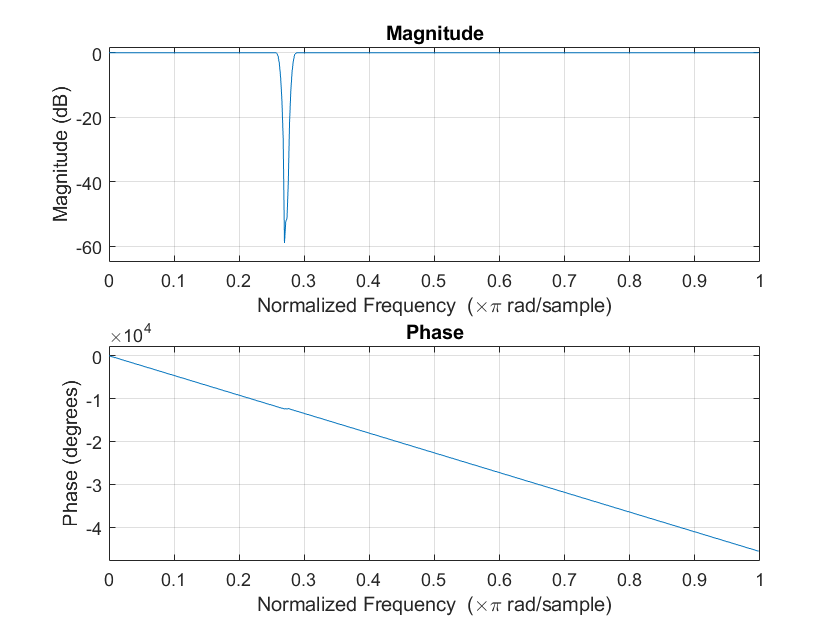 Magnitude
0
-20
-40
-60
Magnitude (dB)
0 0.1 0.2 0.3 0.4 0.5 0.6 0.7 0.8 0.9 1
Normalized Frequency (×π rad/sample)
×10⁴
Phase
0
-1
-2
-3
-4
Phase (degrees)
0 0.1 0.2 0.3 0.4 0.5 0.6 0.7 0.8 0.9 1
Normalized Frequency (×π rad/sample)